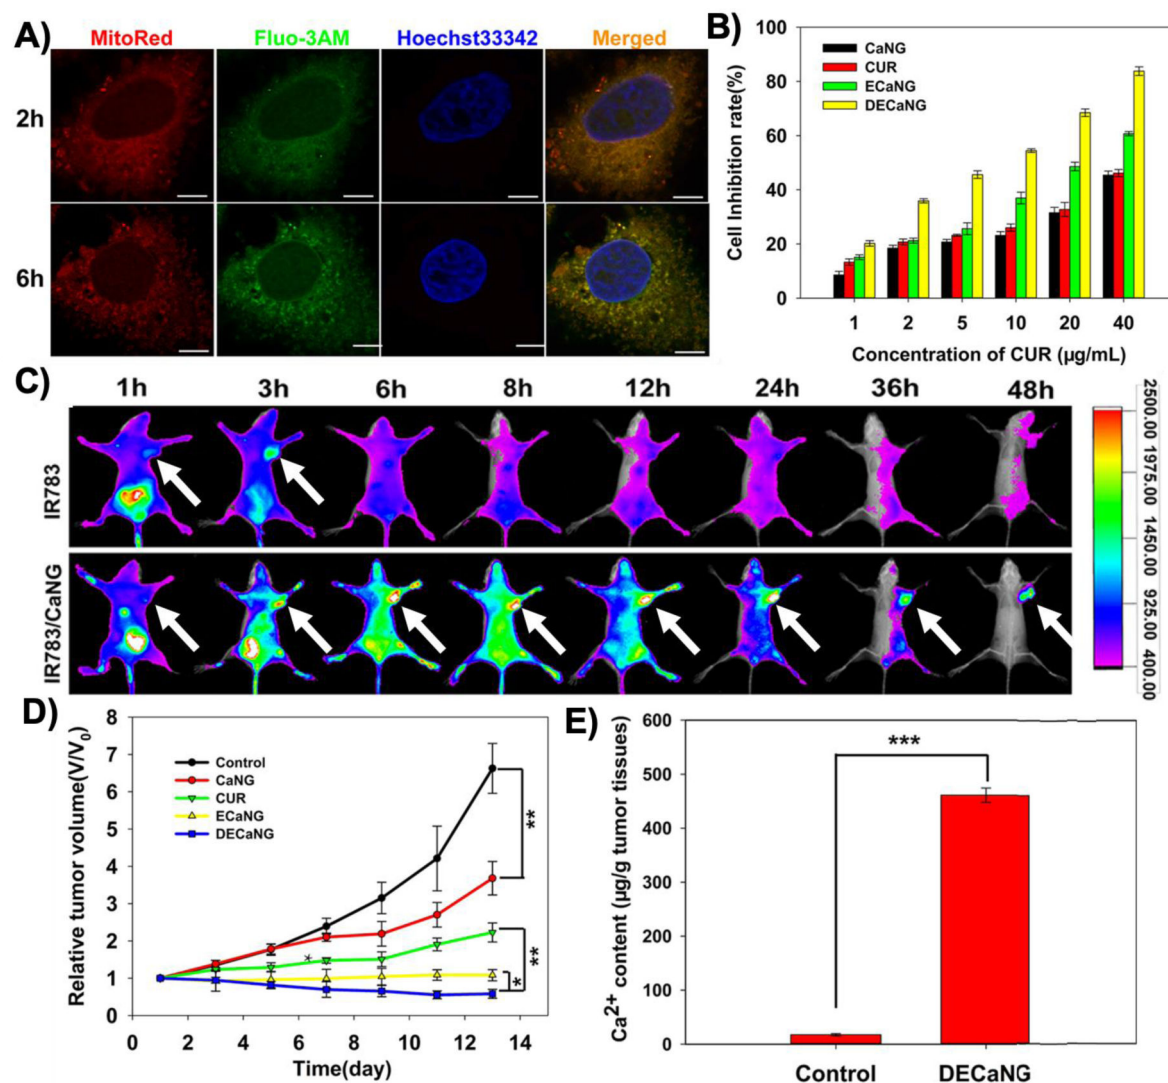 A)
MitoRed Fluo-3AM Hoechst33342 Merged
2h
6h
B)
Cell Inhibition rate(%)
100
80
60
40
20
0
CaNG
CUR
ECaNG
DECaNG
1 2 5 10 20 40
Concentration of CUR (μg/mL)
C)
1h 3h 6h 8h 12h 24h 36h 48h
IR783
IR783/CaNG
2500.00
1975.00
1450.00
925.00
400.00
D)
Relative tumor volume(V/V0)
8
7
6
5
4
3
2
1
0
Control
CaNG
CUR
ECaNG
DECaNG
**
**
*
*
0 2 4 6 8 10 12 14
Time(day)
E)
Ca2+ content (μg/g tumor tissues)
600
500
400
300
200
100
0
***
Control DECaNG